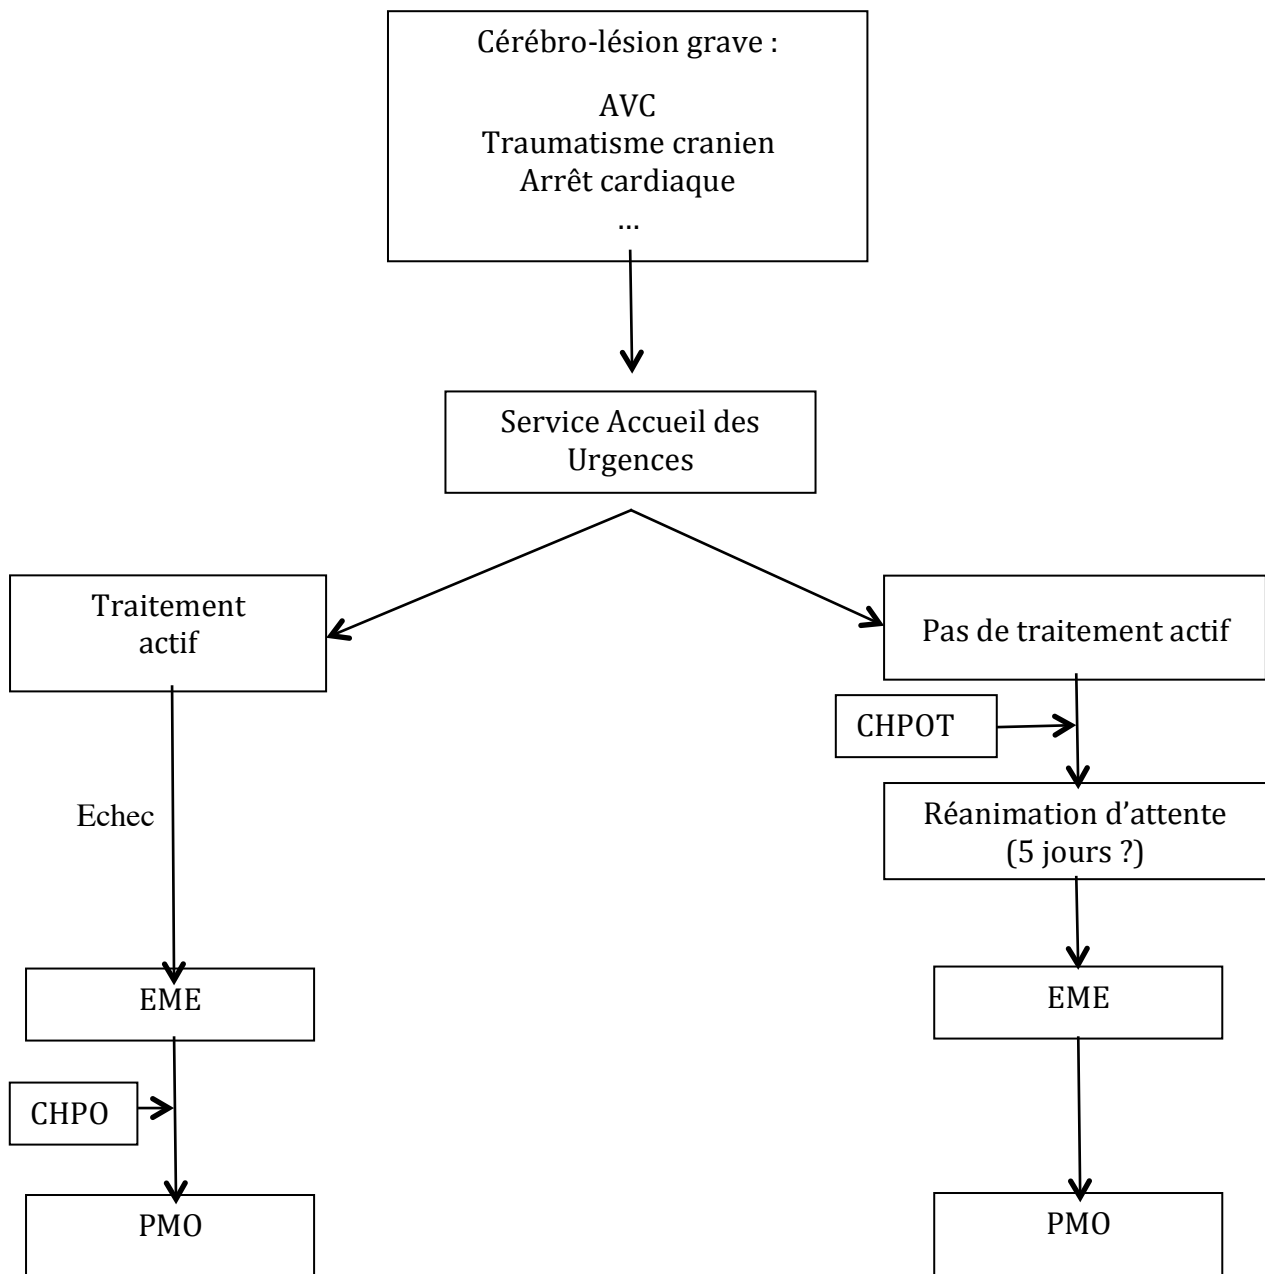 Cérébro-lésion grave :
AVC
Traumatisme cranien
Arrêt cardiaque
...
Service Accueil des
Urgences
Traitement
actif
Pas de traitement actif
CHPOT
Echec
Réanimation d'attente
(5 jours ?)
EME
EME
CHPO
PMO
PMO